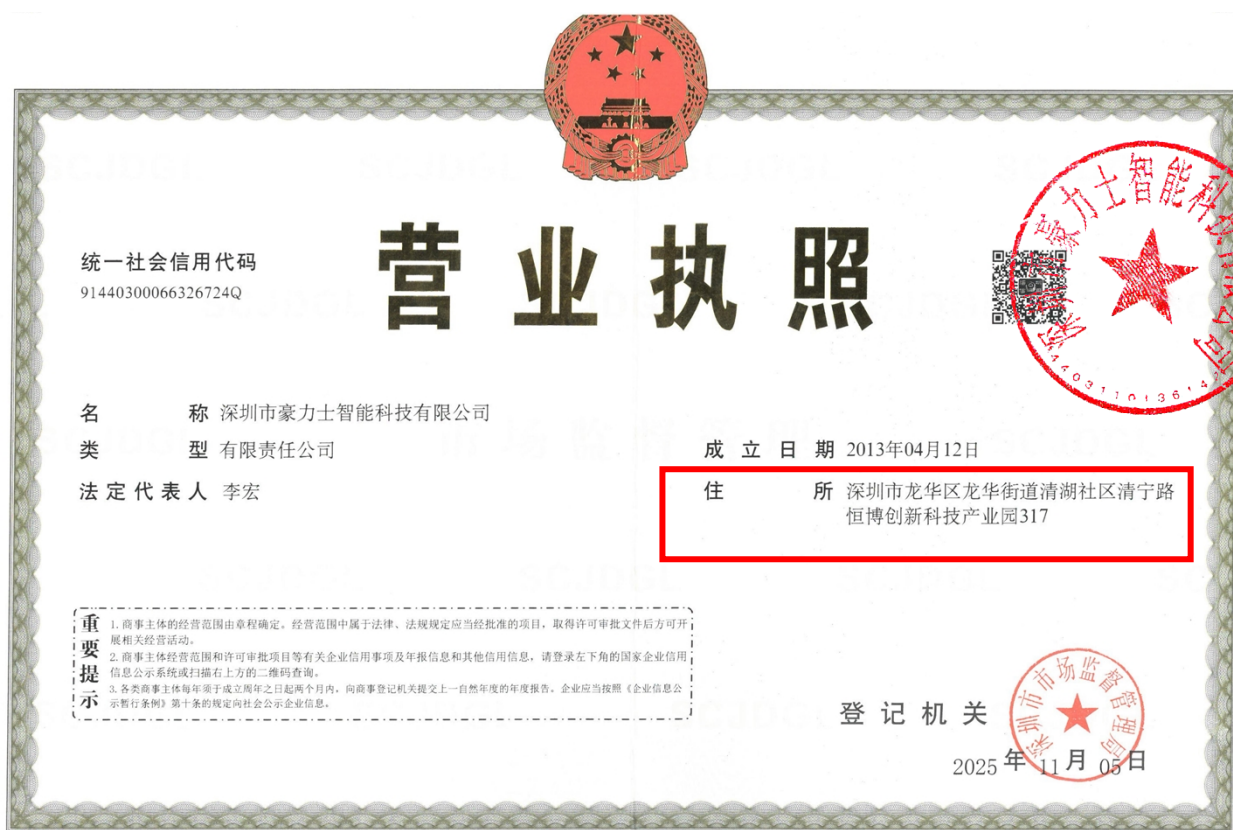 营业执照
统一社会信用代码
91440300066326724Q
深圳市豪力士智能科技有限公司
4403110136142
名 称 深圳市豪力士智能科技有限公司
类 型 有限责任公司
法定代表人 李宏
成立日期 2013年04月12日
住 所 深圳市龙华区龙华街道清湖社区清宁路
恒博创新科技产业园317
重要提示
1.商事主体的经营范围由章程确定。经营范围中属于法律、法规规定应当经批准的项目，取得许可审批文件后方可开
展相关经营活动。
2.商事主体经营范围和许可审批项目等有关企业信用事项及年报信息和其他信用信息，请登录左下角的国家企业信用
信息公示系统或扫描右上方的二维码查询。
3.各类商事主体每年须于成立周年之日起两个月内，向商事登记机关提交上一自然年度的年度报告。企业应当按照《企业信息公
示暂行条例》第十条的规定向社会公示企业信息。
登记机关
深圳市市场监督管理局
2025年11月05日